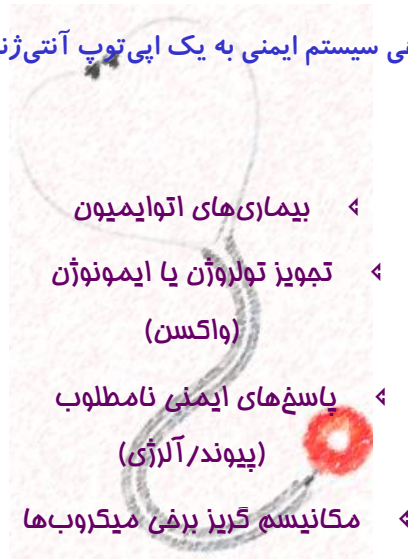 هی سیستم ایمنی به یک اپی‌توپ آنتی‌ژن
بیماری‌های اتوایمیون
تجویز تولروژن یا ایمونوژن
(واکسن)
پاسخ‌های ایمنی نامطلوب
(پیوند/آلرژی)
مکانیسم گریز برخی میکروب‌ها